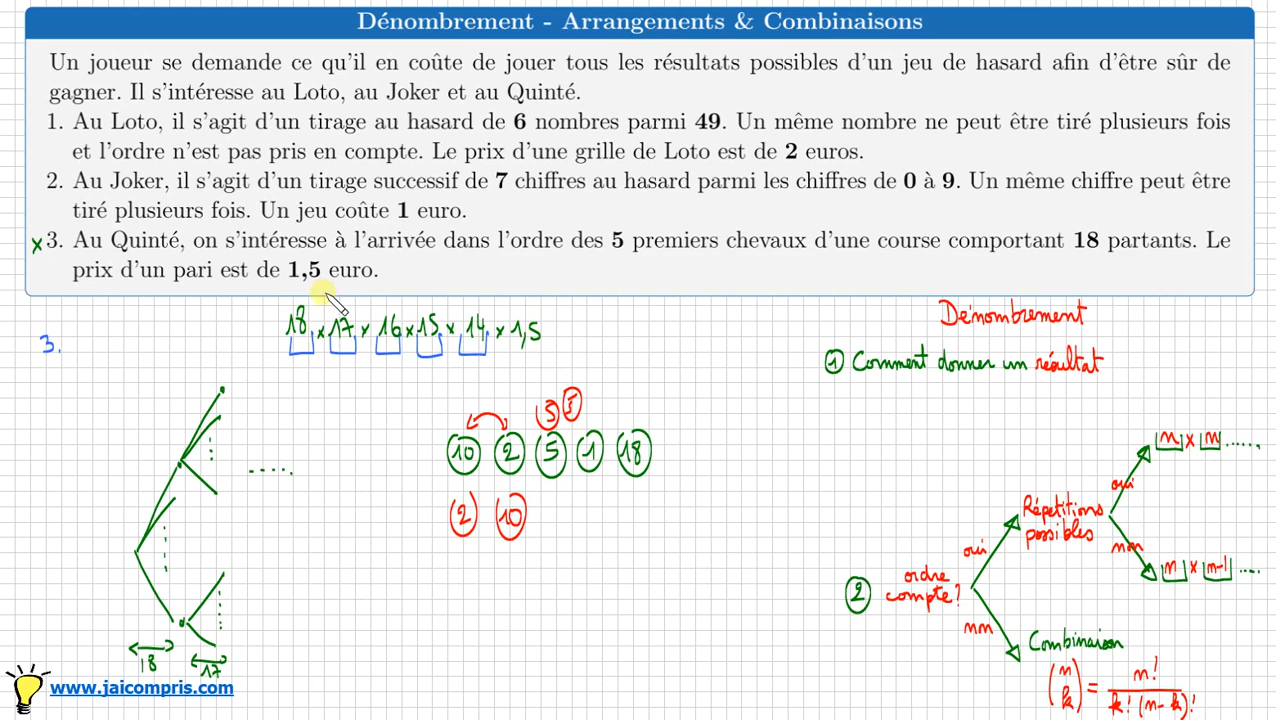 Dénombrement - Arrangements & Combinaisons
Un joueur se demande ce qu'il en coûte de jouer tous les résultats possibles d'un jeu de hasard afin d'être sûr de
gagner. Il s'intéresse au Loto, au Joker et au Quinté.
1. Au Loto, il s'agit d'un tirage au hasard de 6 nombres parmi 49. Un même nombre ne peut être tiré plusieurs fois
et l'ordre n'est pas pris en compte. Le prix d'une grille de Loto est de 2 euros.
2. Au Joker, il s'agit d'un tirage successif de 7 chiffres au hasard parmi les chiffres de 0 à 9. Un même chiffre peut être
tiré plusieurs fois. Un jeu coûte 1 euro.
x 3. Au Quinté, on s'intéresse à l'arrivée dans l'ordre des 5 premiers chevaux d'une course comportant 18 partants. Le
prix d'un pari est de 1,5 euro.
3.
18 × 17 × 16 × 15 × 14 × 1,5
5 5
10 2 5 1 18
2 10
.....
18
17
Dénombrement
① Comment donner un résultat
②
ordre
compte?
oui
Répétitions
possibles
oui
n × n ......
non
n × n-1 ....
non
Combinaison
(n k) = n! / k! (n-k)!
www.jaicompris.com